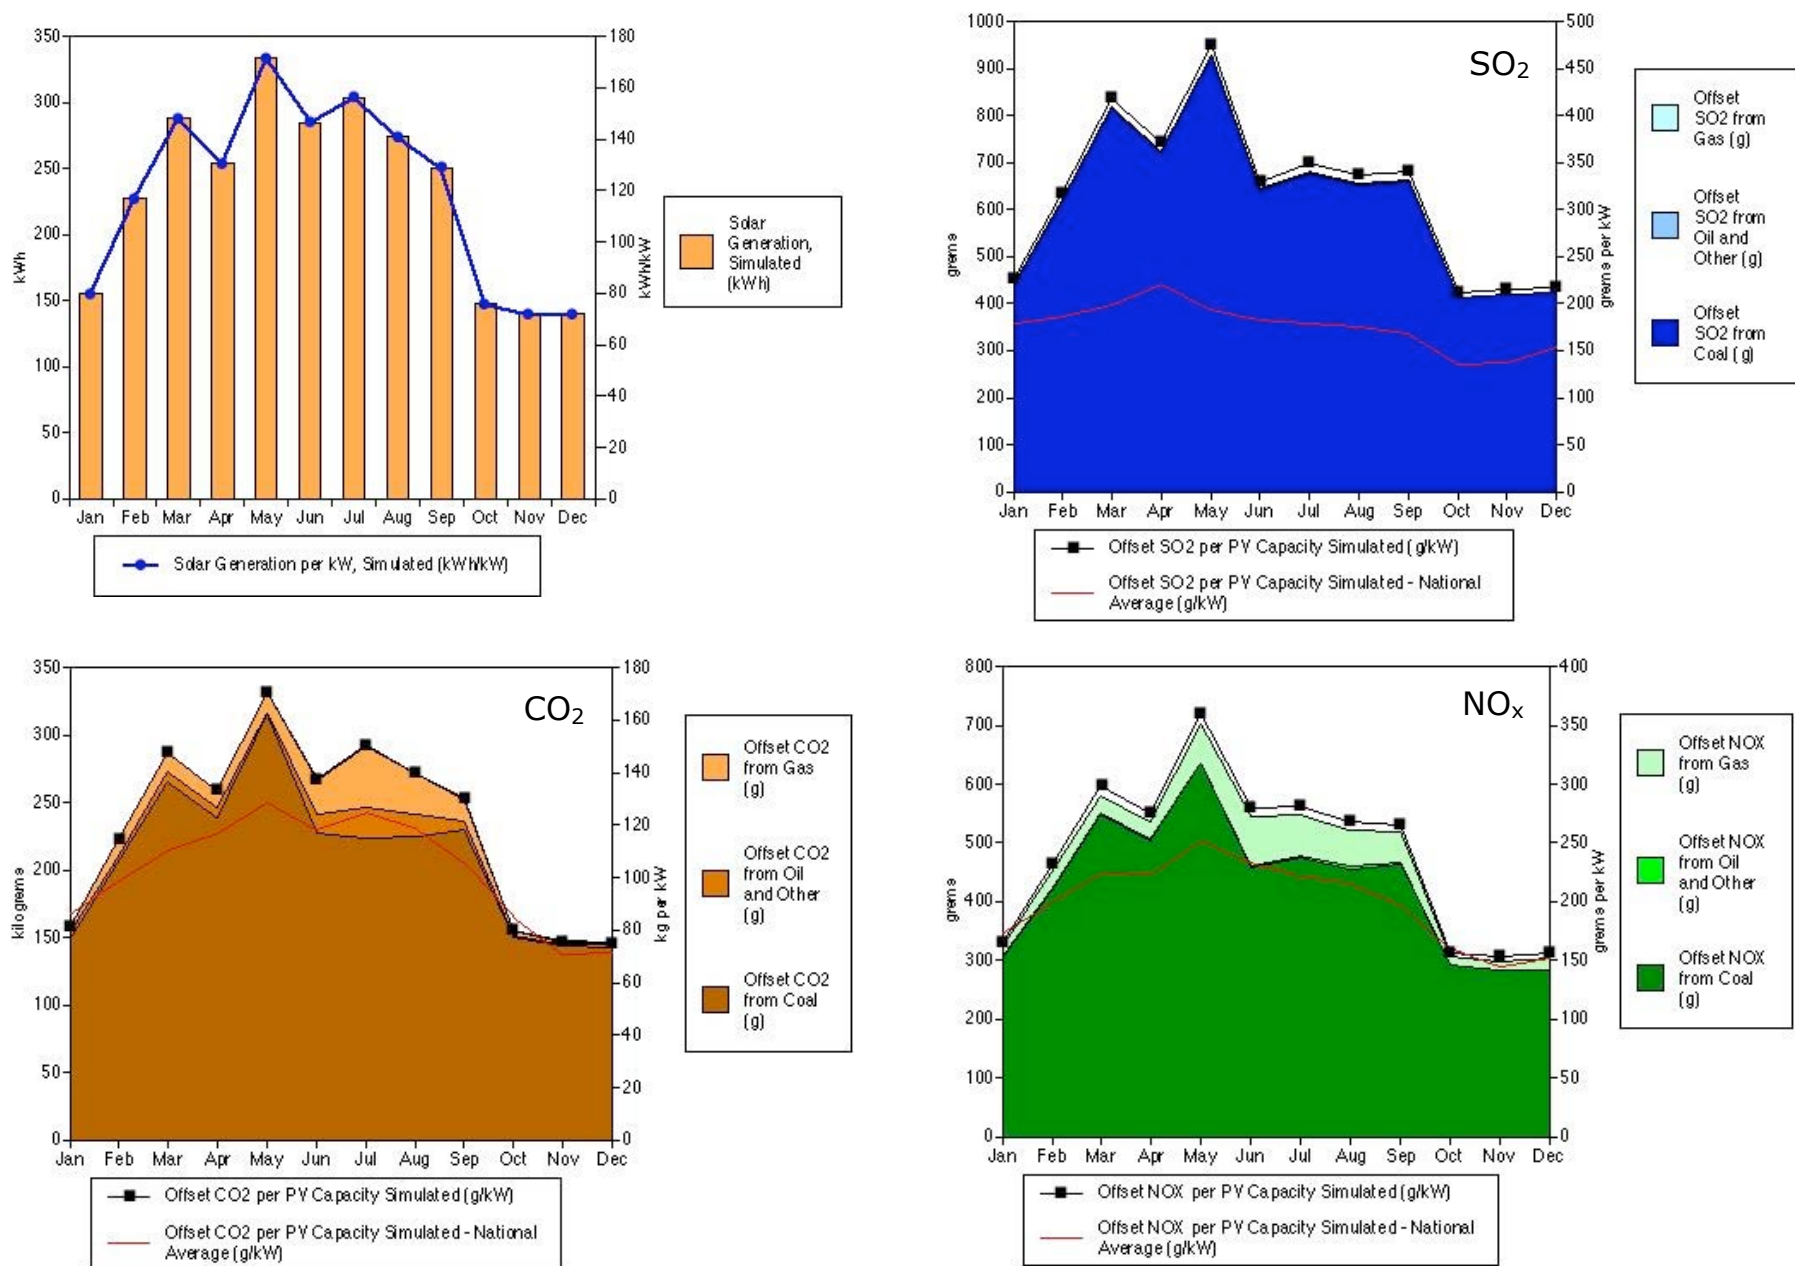 350
300
250
200
150
100
50
0
kWh
180
160
140
120
100
80
60
40
20
0
kWh/kW
Jan Feb Mar Apr May Jun Jul Aug Sep Oct Nov Dec
Solar
Generation,
Simulated
(kWh)
Solar Generation per kW, Simulated (kWh/kW)
1000
900
800
700
600
500
400
300
200
100
0
grems
SO₂
500
450
400
350
300
250
200
150
100
50
0
grems per kW
Jan Feb Mar Apr May Jun Jul Aug Sep Oct Nov Dec
Offset
SO2 from
Gas (g)
Offset
SO2 from
Oil and
Other (g)
Offset
SO2 from
Coal (g)
Offset SO2 per PV Capacity Simulated (g/kW)
Offset SO2 per PV Capacity Simulated - National
Average (g/kW)
350
300
250
200
150
100
50
0
kilogrems
CO₂
180
160
140
120
100
80
60
40
20
0
kg per kW
Jan Feb Mar Apr May Jun Jul Aug Sep Oct Nov Dec
Offset CO2
from Gas
(g)
Offset CO2
from Oil
and Other
(g)
Offset CO2
from Coal
(g)
Offset CO2 per PV Capacity Simulated (g/kW)
Offset CO2 per PV Capacity Simulated - National
Average (g/kW)
800
700
600
500
400
300
200
100
0
grems
NOₓ
400
350
300
250
200
150
100
50
0
grems per kW
Jan Feb Mar Apr May Jun Jul Aug Sep Oct Nov Dec
Offset NOX
from Gas
(g)
Offset NOX
from Oil
and Other
(g)
Offset NOX
from Coal
(g)
Offset NOX per PV Capacity Simulated (g/kW)
Offset NOX per PV Capacity Simulated - National
Average (g/kW)